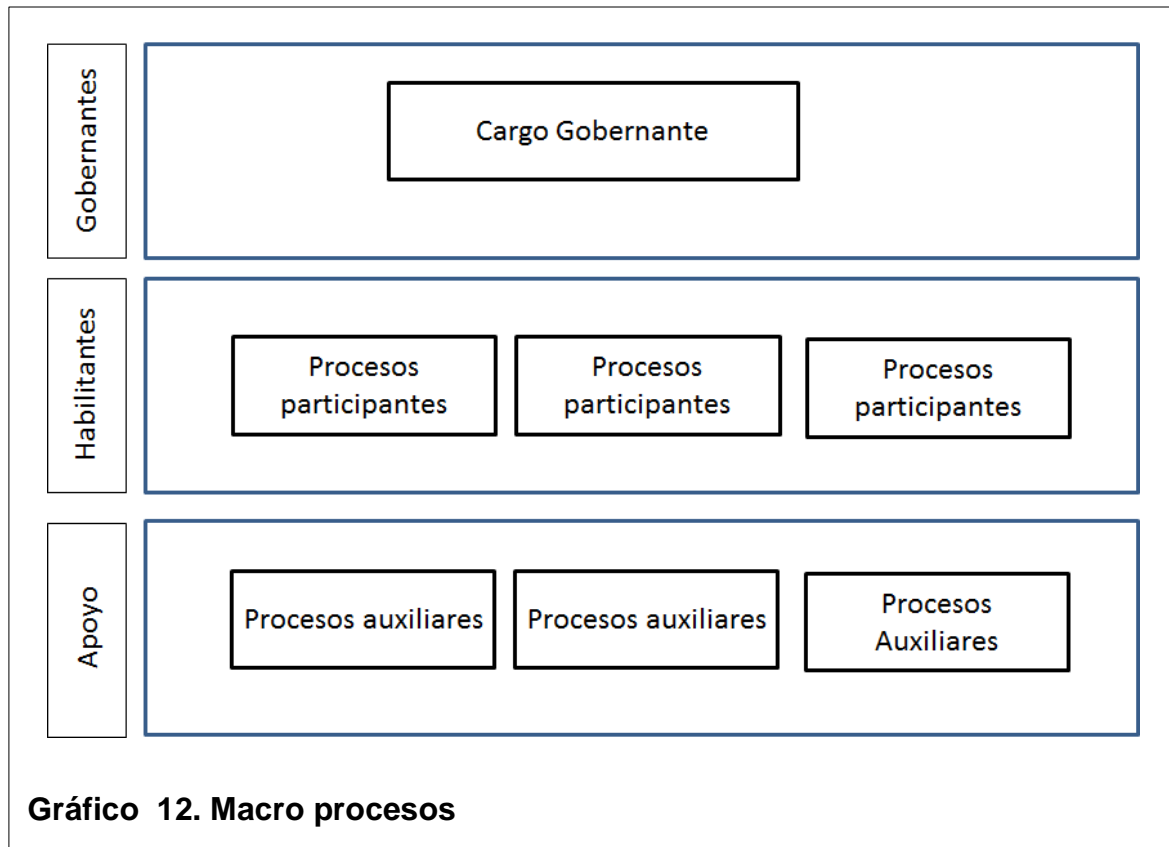 Gobernantes
Cargo Gobernante
Habilitantes
Procesos
participantes
Procesos
participantes
Procesos
participantes
Apoyo
Procesos auxiliares
Procesos auxiliares
Procesos
Auxiliares
Gráfico 12. Macro procesos